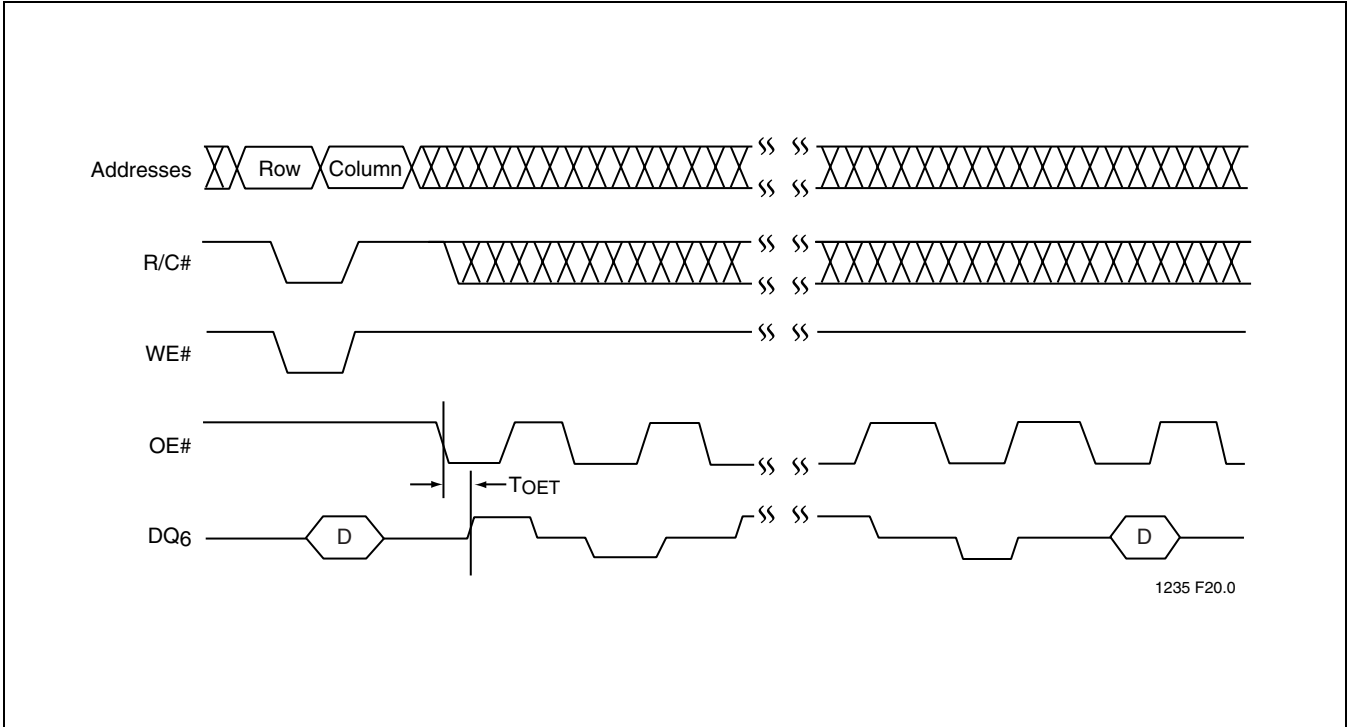 Addresses Row Column
R/C#
WE#
OE#
TOET
DQ6 D D
1235 F20.0